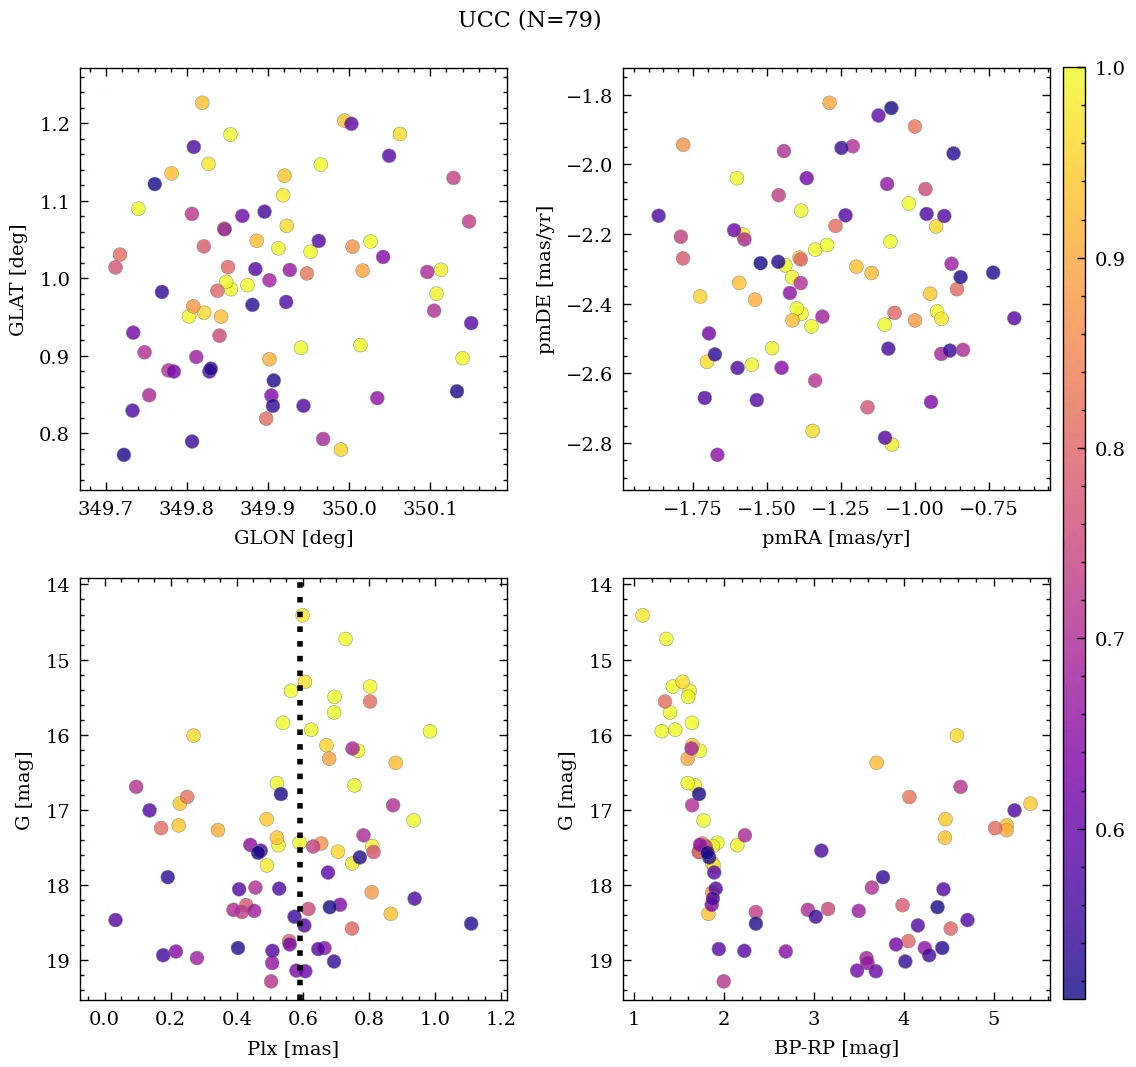 UCC (N=79)
1.2
1.1
1.0
0.9
0.8
GLAT [deg]
349.7 349.8 349.9 350.0 350.1
GLON [deg]
−1.8
−2.0
−2.2
−2.4
−2.6
−2.8
pmDE [mas/yr]
−1.75 −1.50 −1.25 −1.00 −0.75
pmRA [mas/yr]
1.0
0.9
0.8
0.7
0.6
14
15
16
17
18
19
G [mag]
0.0 0.2 0.4 0.6 0.8 1.0 1.2
Plx [mas]
14
15
16
17
18
19
G [mag]
1 2 3 4 5
BP-RP [mag]